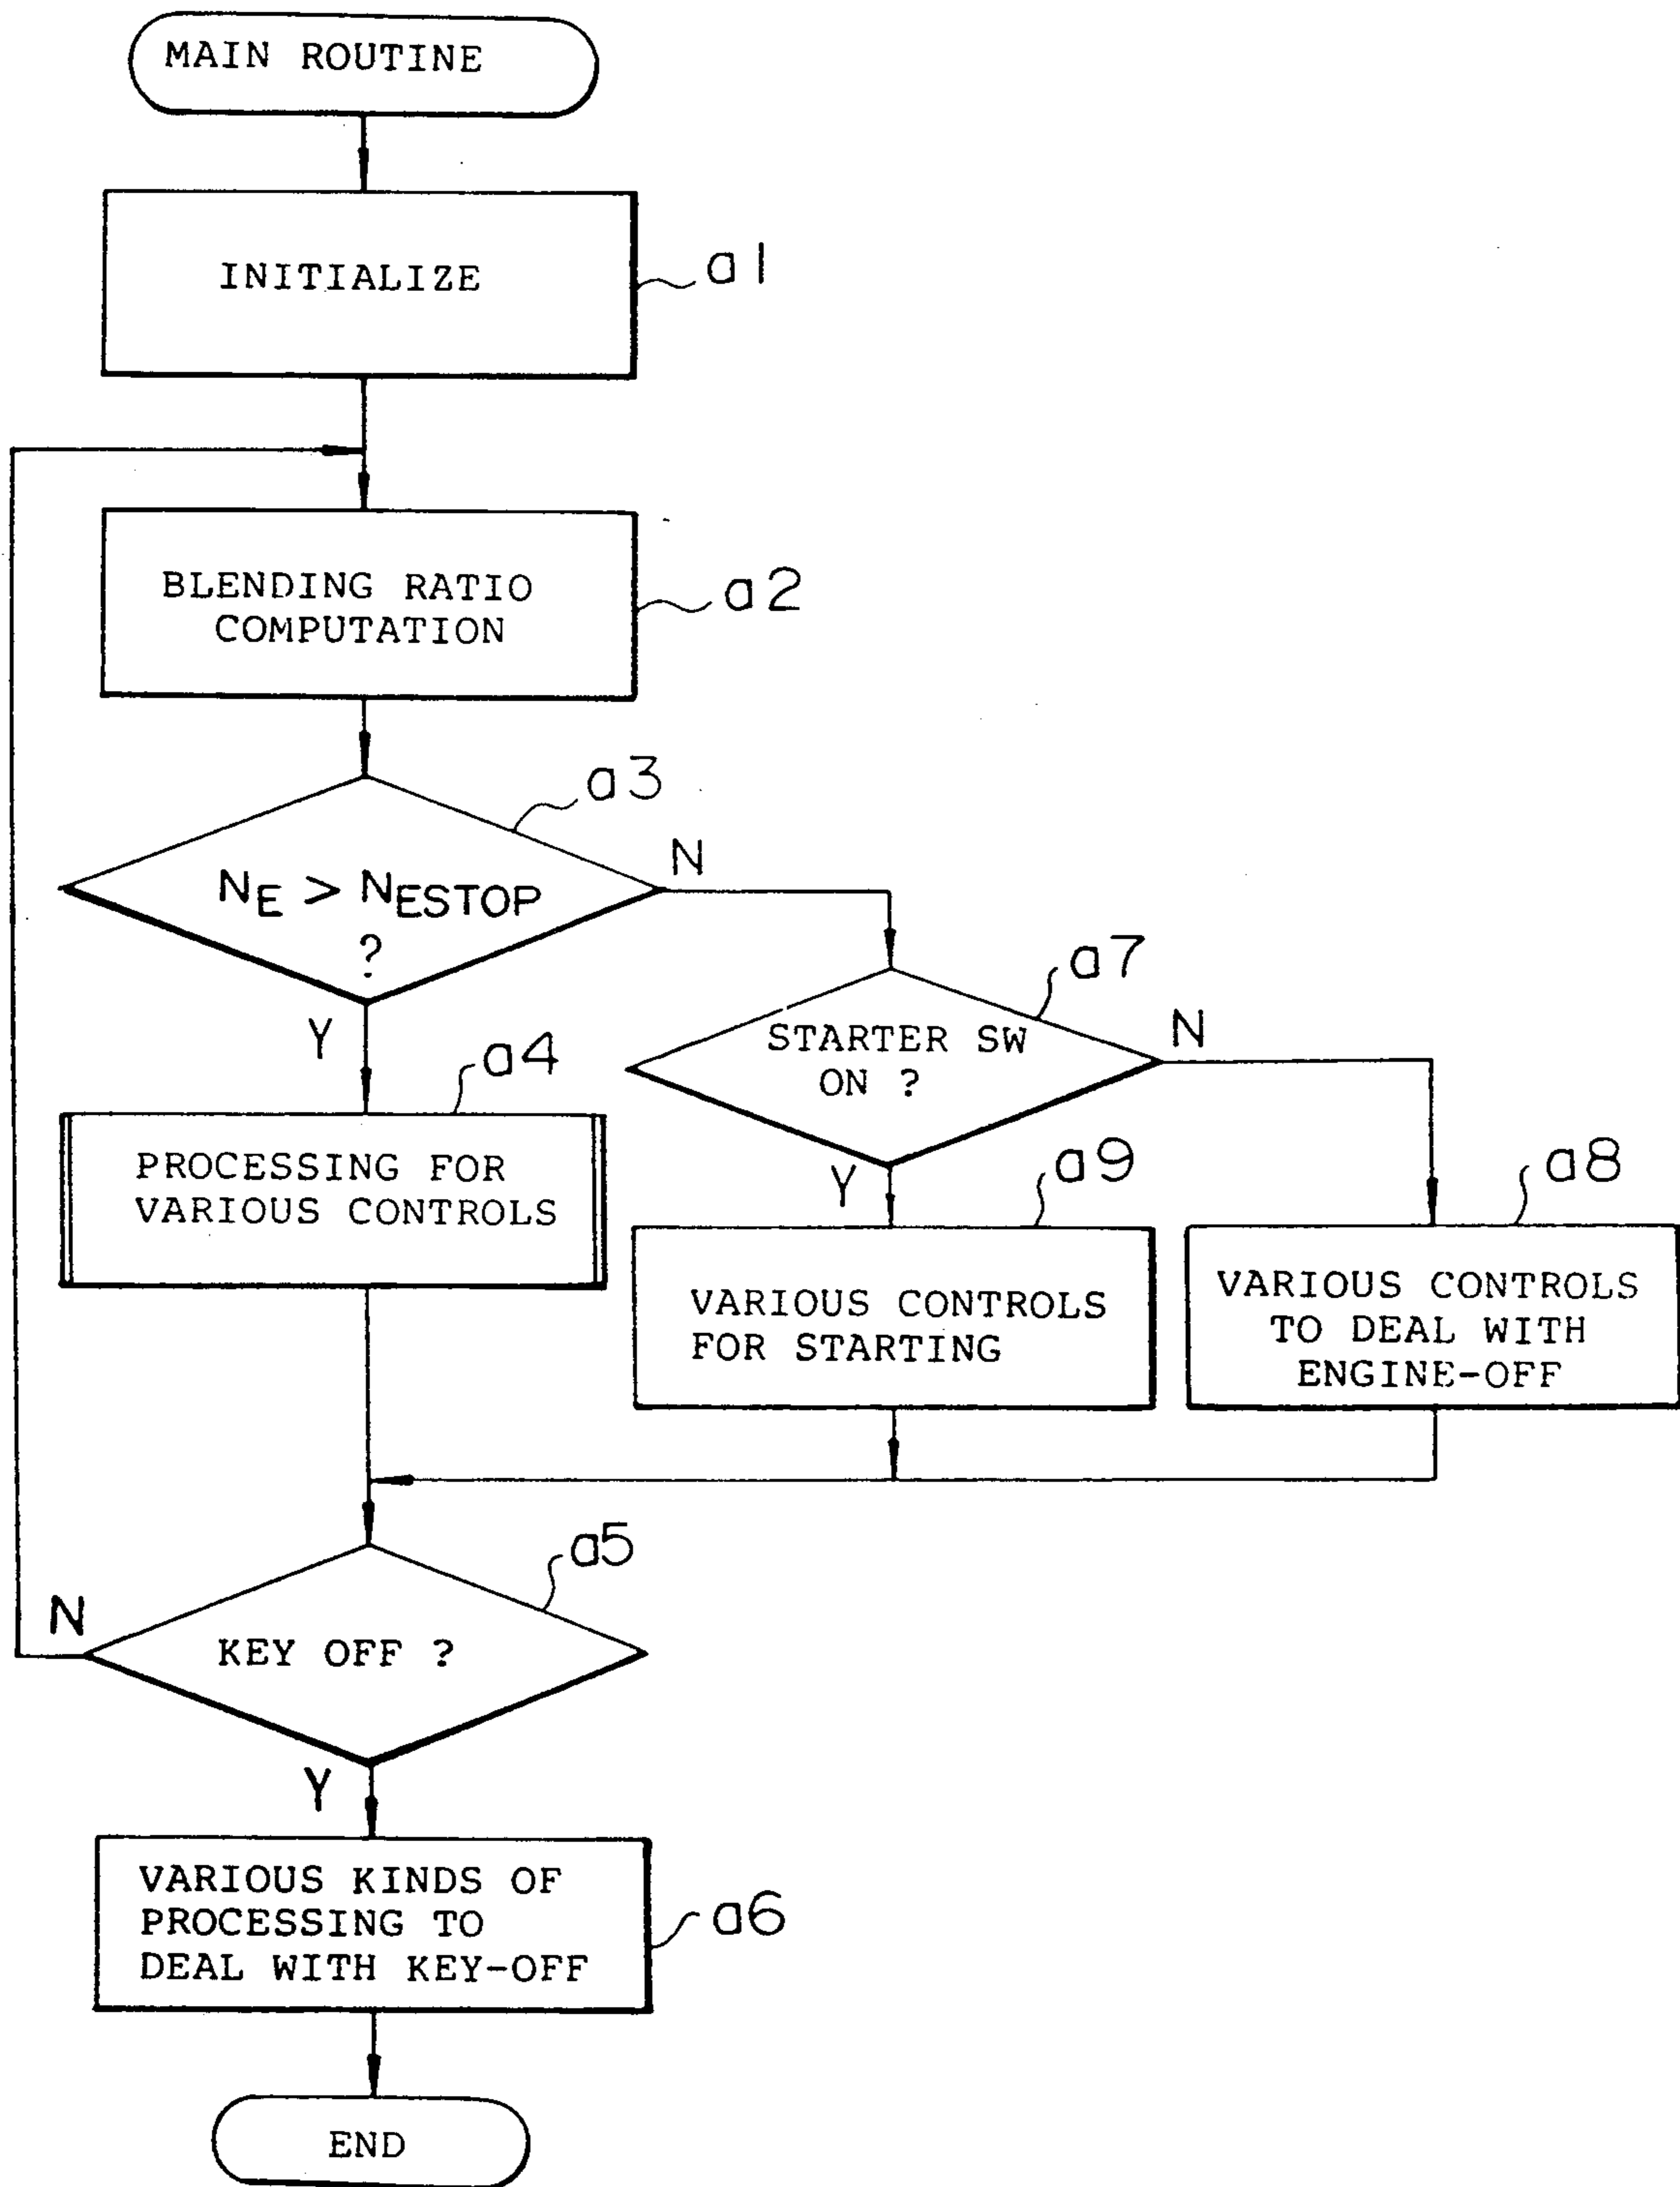 MAIN ROUTINE
INITIALIZE
a1
BLENDING RATIO
COMPUTATION
a2
a3
NE > NESTOP
?
N
Y
a7
STARTER SW
ON ?
N
Y
a4
PROCESSING FOR
VARIOUS CONTROLS
a9
VARIOUS CONTROLS
FOR STARTING
a8
VARIOUS CONTROLS
TO DEAL WITH
ENGINE-OFF
a5
KEY OFF ?
N
Y
VARIOUS KINDS OF
PROCESSING TO
DEAL WITH KEY-OFF
a6
END